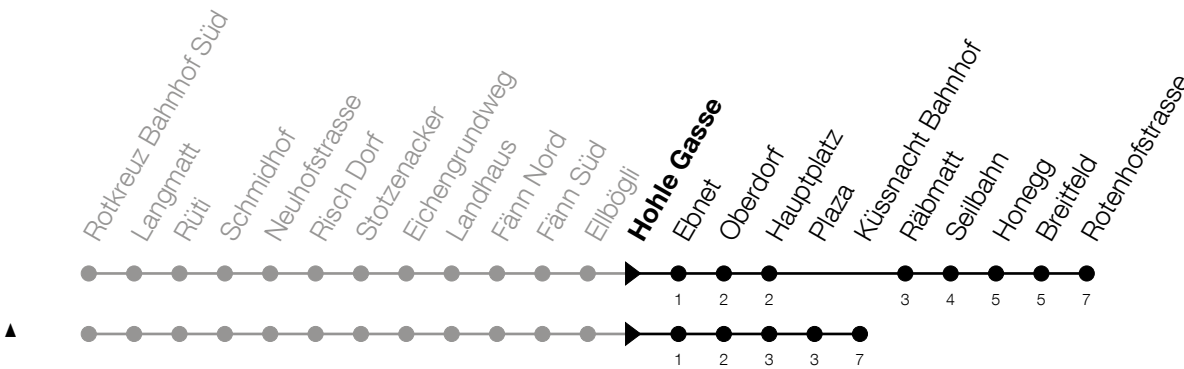 Rotkreuz Bahnhof Süd
Langmatt
Rüti
Schmidhof
Neuhofstrasse
Risch Dorf
Stotzenacker
Eichengrundweg
Landhaus
Fänn Nord
Fänn Süd
Ellbögli
Hohle Gasse
Ebnet
Oberdorf
Hauptplatz
Plaza
Küssnacht Bahnhof
Räbmatt
Seilbahn
Honegg
Breitfeld
Rotenhofstrasse
1 2 2 3 4 5 5 7
1 2 3 3 7